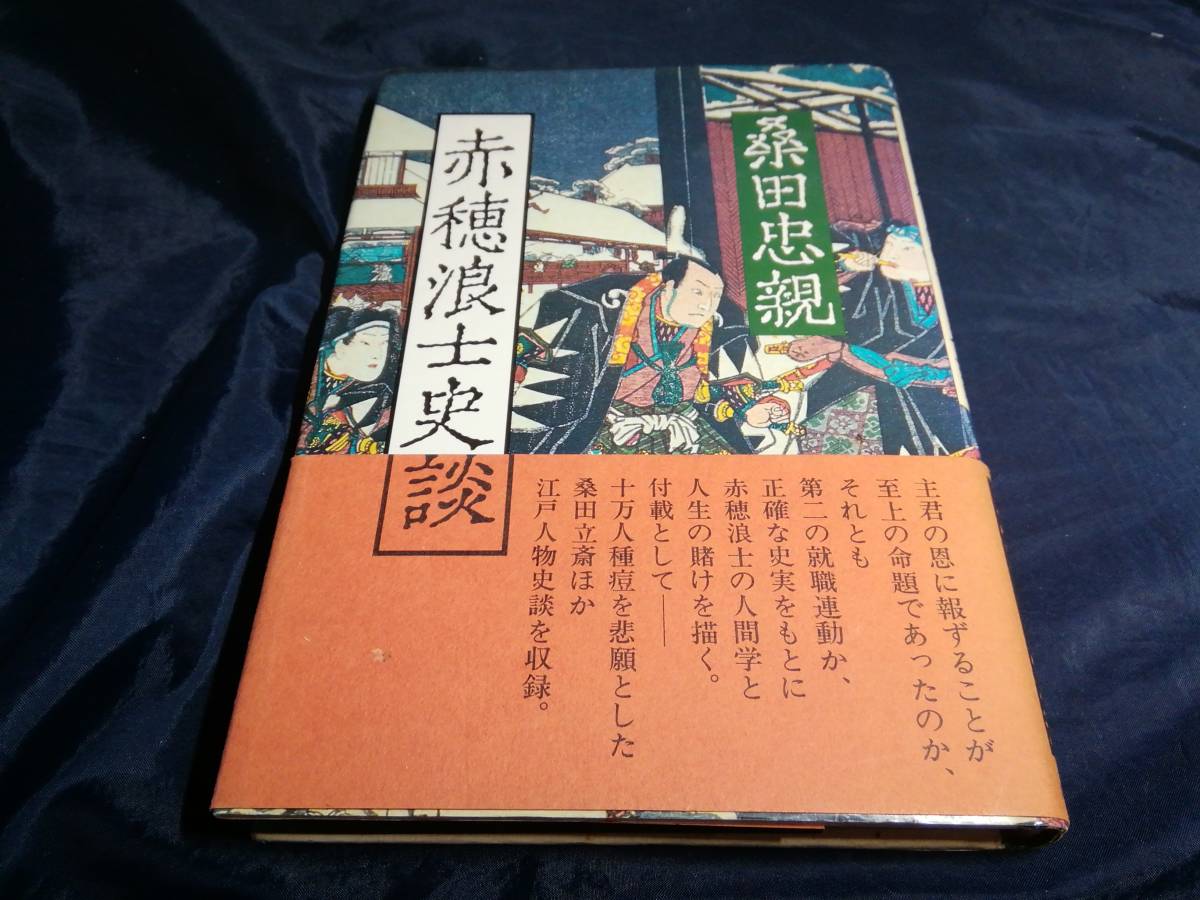 桑田忠親
赤穂浪士史談
主君の恩に報ずることが
至上の命題であったのか、
それとも
第二の就職運動か、
正確な史実をもとに
赤穂浪士の人間学と
人生の賭けを描く。
付載として——
十万人種痘を悲願とした
桑田立斎ほか
江戸人物史談を収録。